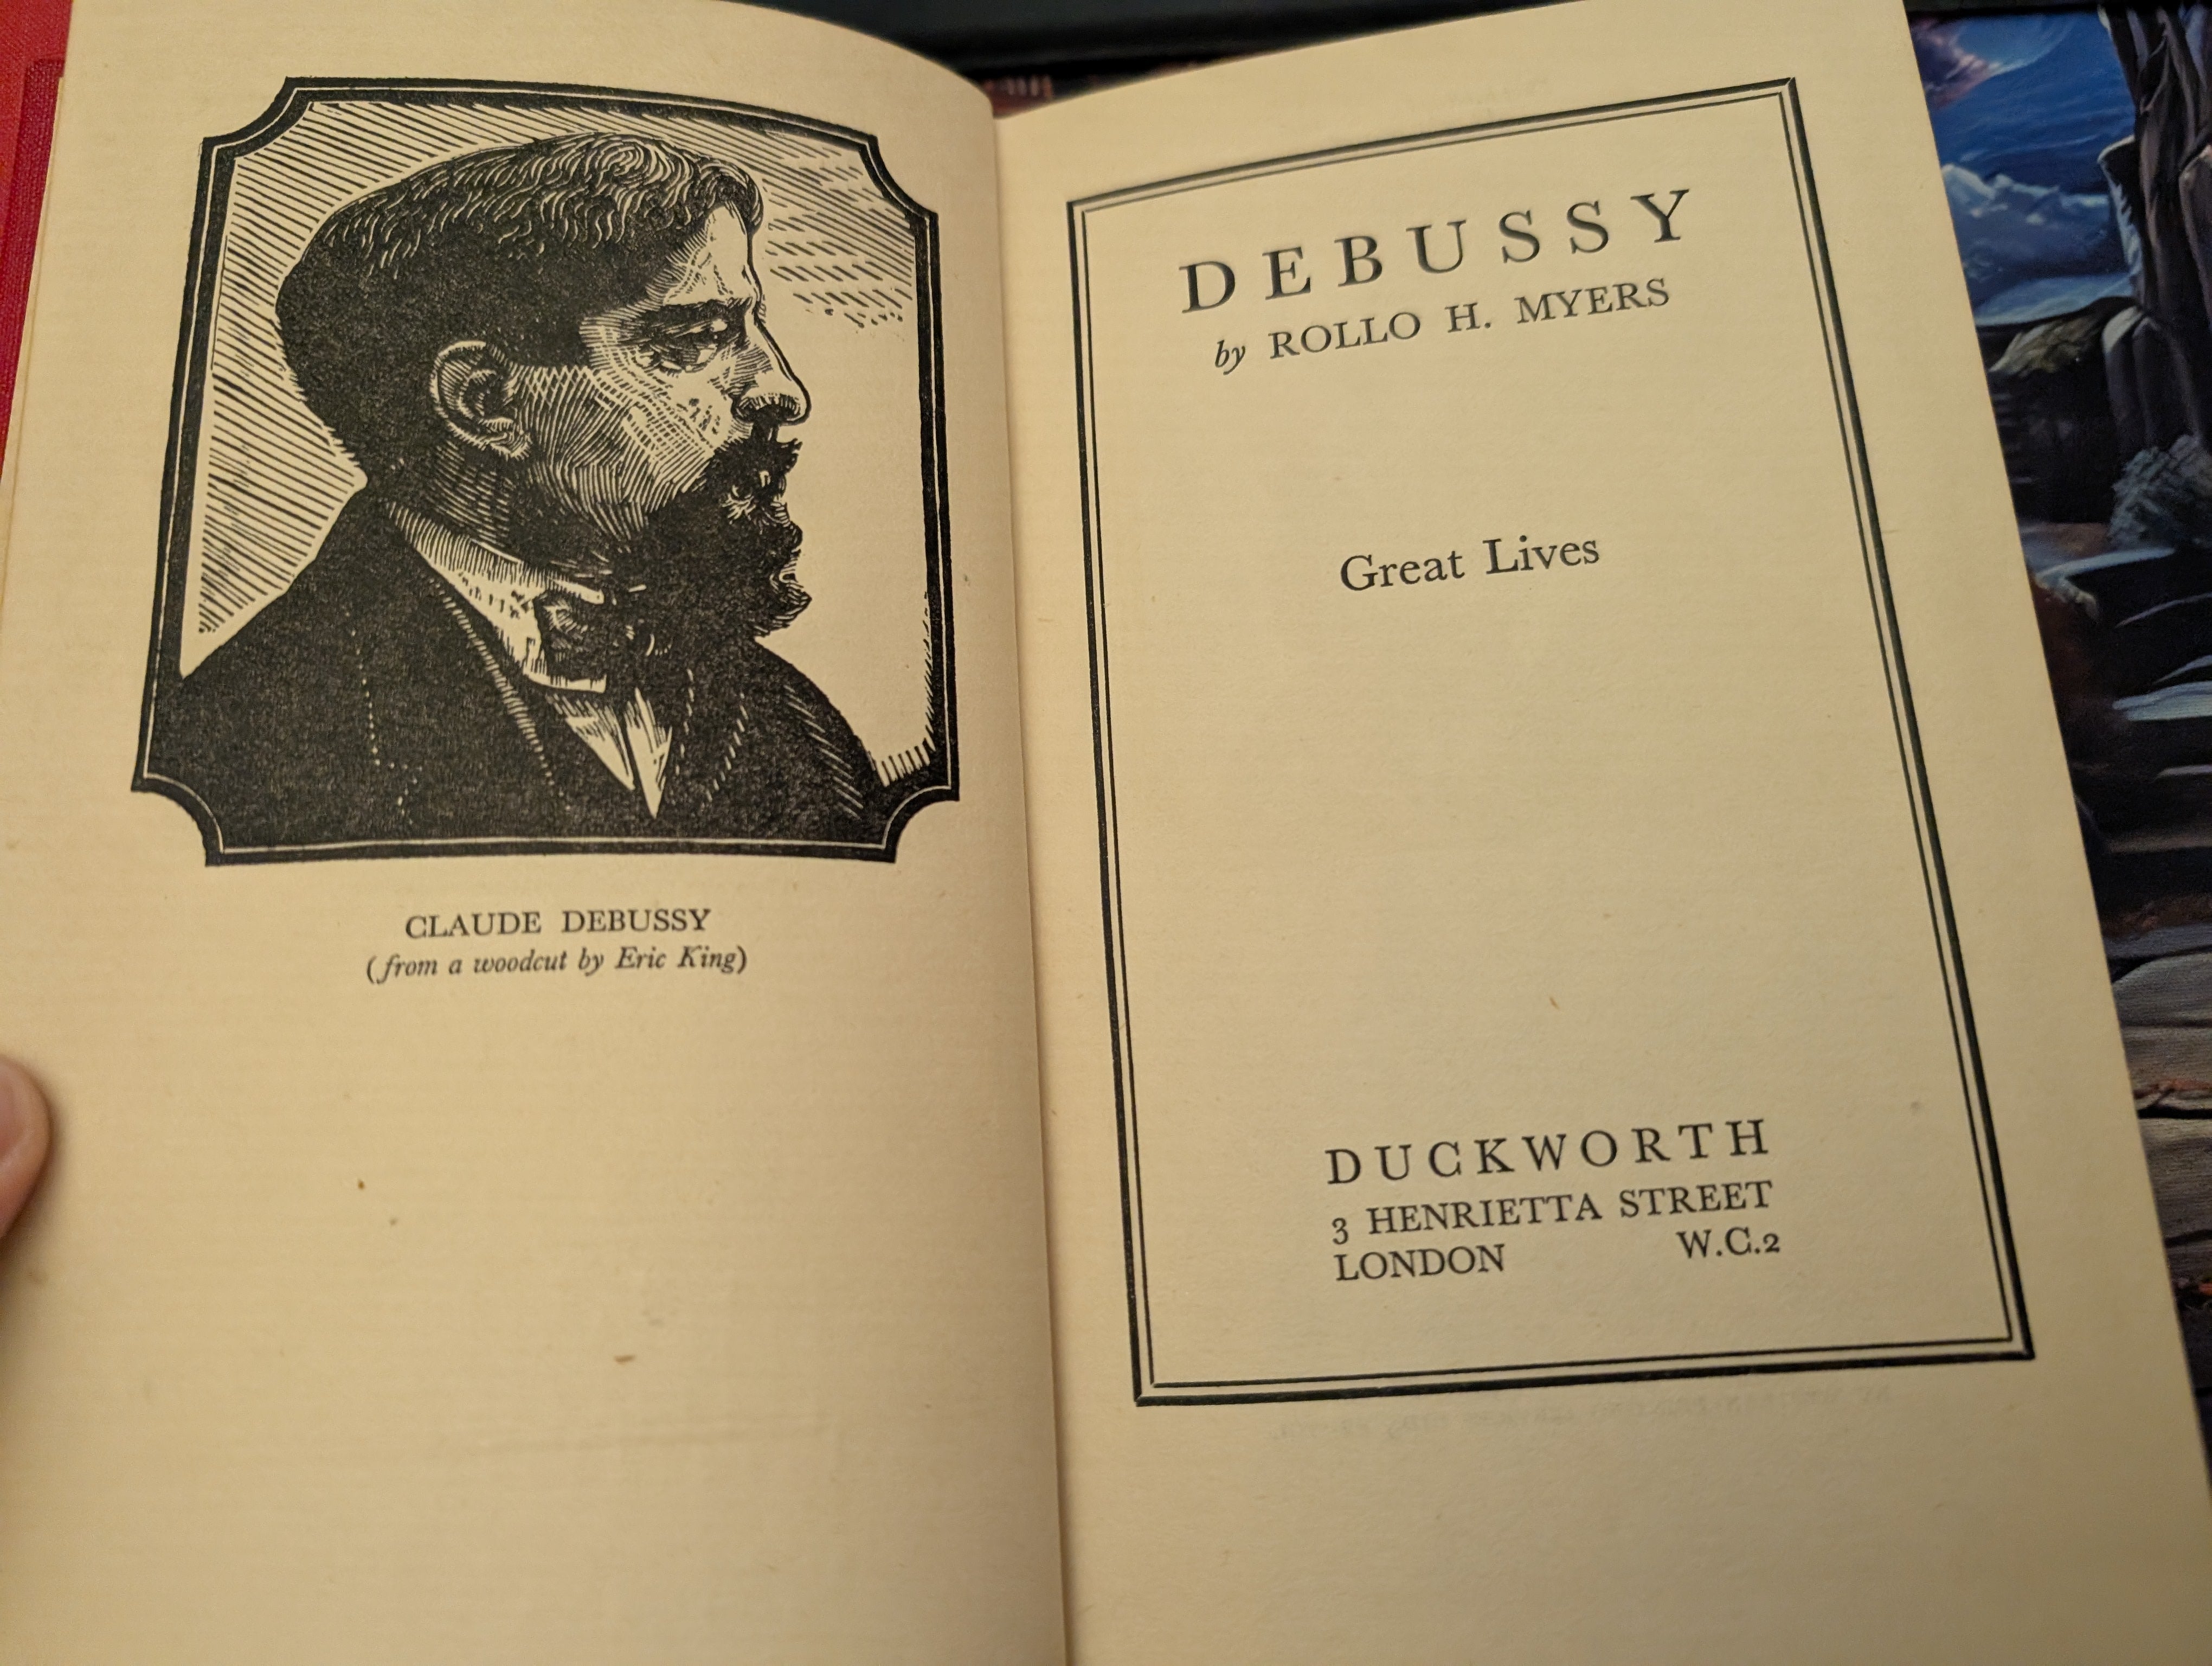 CLAUDE DEBUSSY
(from a woodcut by Eric King)
DEBUSSY
by ROLLO H. MYERS
Great Lives
DUCKWORTH
3 HENRIETTA STREET
LONDON W.C.2